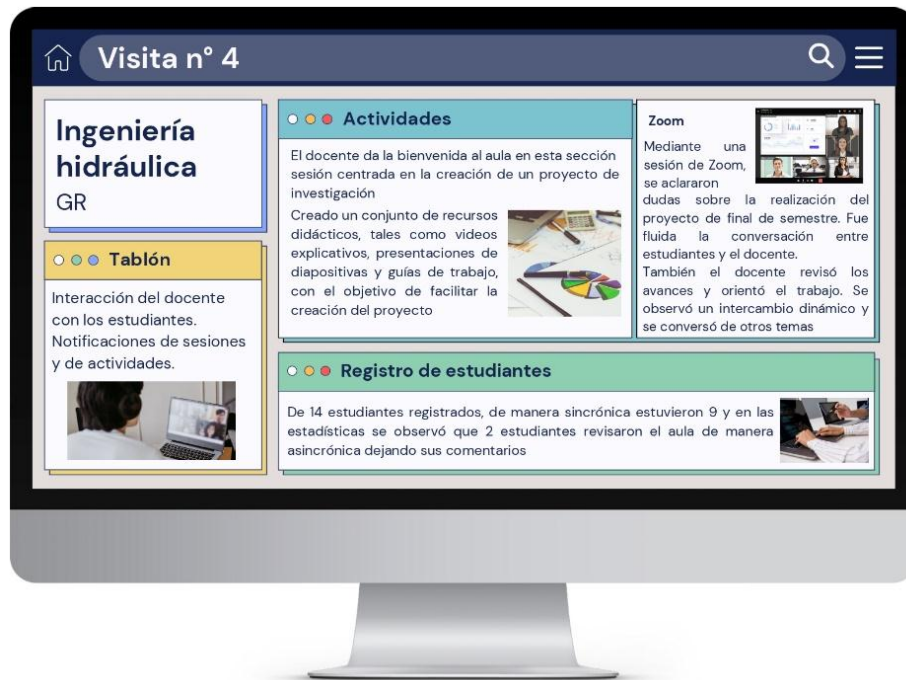 Visita n° 4
Ingeniería
hidráulica
GR
Tablón
Interacción del docente
con los estudiantes.
Notificaciones de sesiones
y de actividades.
Actividades
El docente da la bienvenida al aula en esta sección
sesión centrada en la creación de un proyecto de
investigación
Creado un conjunto de recursos
didácticos, tales como videos
explicativos, presentaciones de
diapositivas y guías de trabajo,
con el objetivo de facilitar la
creación del proyecto
Zoom
Mediante una
sesión de Zoom,
se aclararon
dudas sobre la realización del
proyecto de final de semestre. Fue
fluida la conversación entre
estudiantes y el docente.
También el docente revisó los
avances y orientó el trabajo. Se
observó un intercambio dinámico y
se conversó de otros temas
Registro de estudiantes
De 14 estudiantes registrados, de manera sincrónica estuvieron 9 y en las
estadísticas se observó que 2 estudiantes revisaron el aula de manera
asincrónica dejando sus comentarios